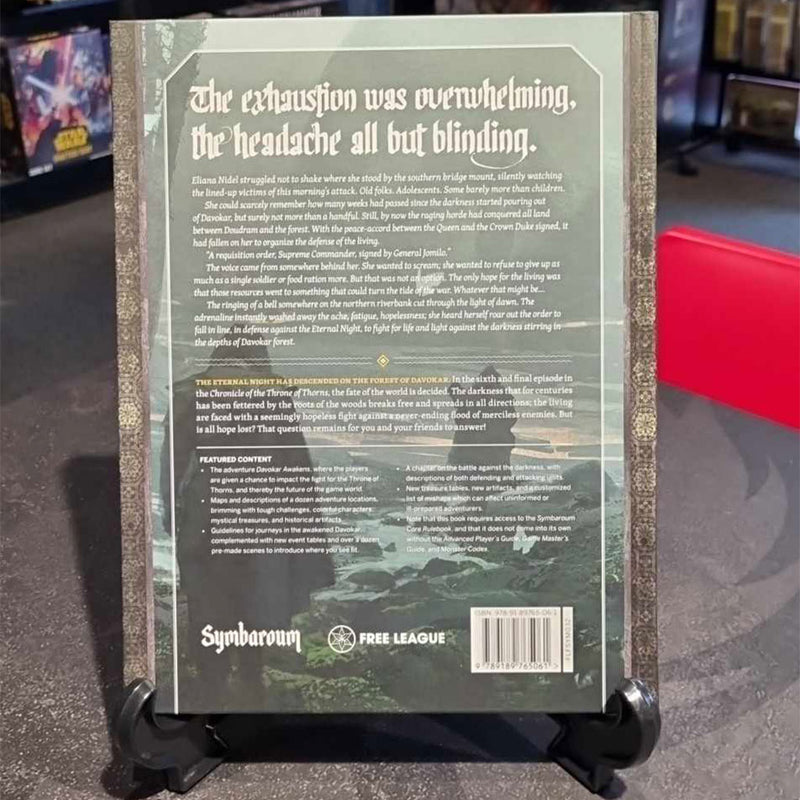 The exhaustion was overwhelming,
the headache all but blinding.
Eliana Nidel struggled not to shake where she stood by the southern bridge mount, silently watching
the lined-up victims of this morning's attack. Old folks. Adolescents. Some barely more than children.
She could scarcely remember how many weeks had passed since the darkness started pouring out
of Davokar, but surely not more than a handful. Still, by now the raging horde had conquered all land
between Doudram and the forest. With the peace-accord between the Queen and the Crown Duke signed, it
had fallen on her to organize the defense of the living.
"A requisition order, Supreme Commander, signed by General Jomilo."
The voice came from somewhere behind her. She wanted to scream; she wanted to refuse to give up as
much as a single soldier or food ration more. But that was not an option. The only hope for the living was
that those resources went to something that could turn the tide of the war. Whatever that might be...
The ringing of a bell somewhere on the northern riverbank cut through the light of dawn. The
adrenaline instantly washed away the ache, fatigue, hopelessness; she heard herself roar out the order to
fall in line, in defense against the Eternal Night, to fight for life and light against the darkness stirring in
the depths of Davokar forest.
THE ETERNAL NIGHT HAS DESCENDED ON THE FOREST OF DAVOKAR. In the sixth and final episode in
the Chronicle of the Throne of Thorns, the fate of the world is decided. The darkness that for centuries
has been fettered by the roots of the woods breaks free and spreads in all directions; the living
are faced with a seemingly hopeless fight against a never-ending flood of merciless enemies. But
is all hope lost? That question remains for you and your friends to answer!
FEATURED CONTENT
• The adventure Davokar Awakens, where the players
are given a chance to impact the fight for the Throne of
Thorns, and thereby the future of the game world.
• Maps and descriptions of a dozen adventure locations,
brimming with tough challenges, colorful characters,
mystical treasures, and historical artifacts.
• Guidelines for journeys in the awakened Davokar,
complemented with new event tables and over a dozen
pre-made scenes to introduce where you see fit.
• A chapter on the battle against the darkness, with
descriptions of both defending and attacking units.
• New treasure tables, new artifacts, and a customized
list of mishaps which can affect uninformed or
ill-prepared adventurers.
• Note that this book requires access to the Symbaroum
Core Rulebook, and that it does not come into its own
without the Advanced Player's Guide, Game Master's
Guide, and Monster Codex.
Symbaroum
FREE LEAGUE
ISBN 978-91-89765-06-1
9 789189 765061 >
FLFSYM032
STAR WARS